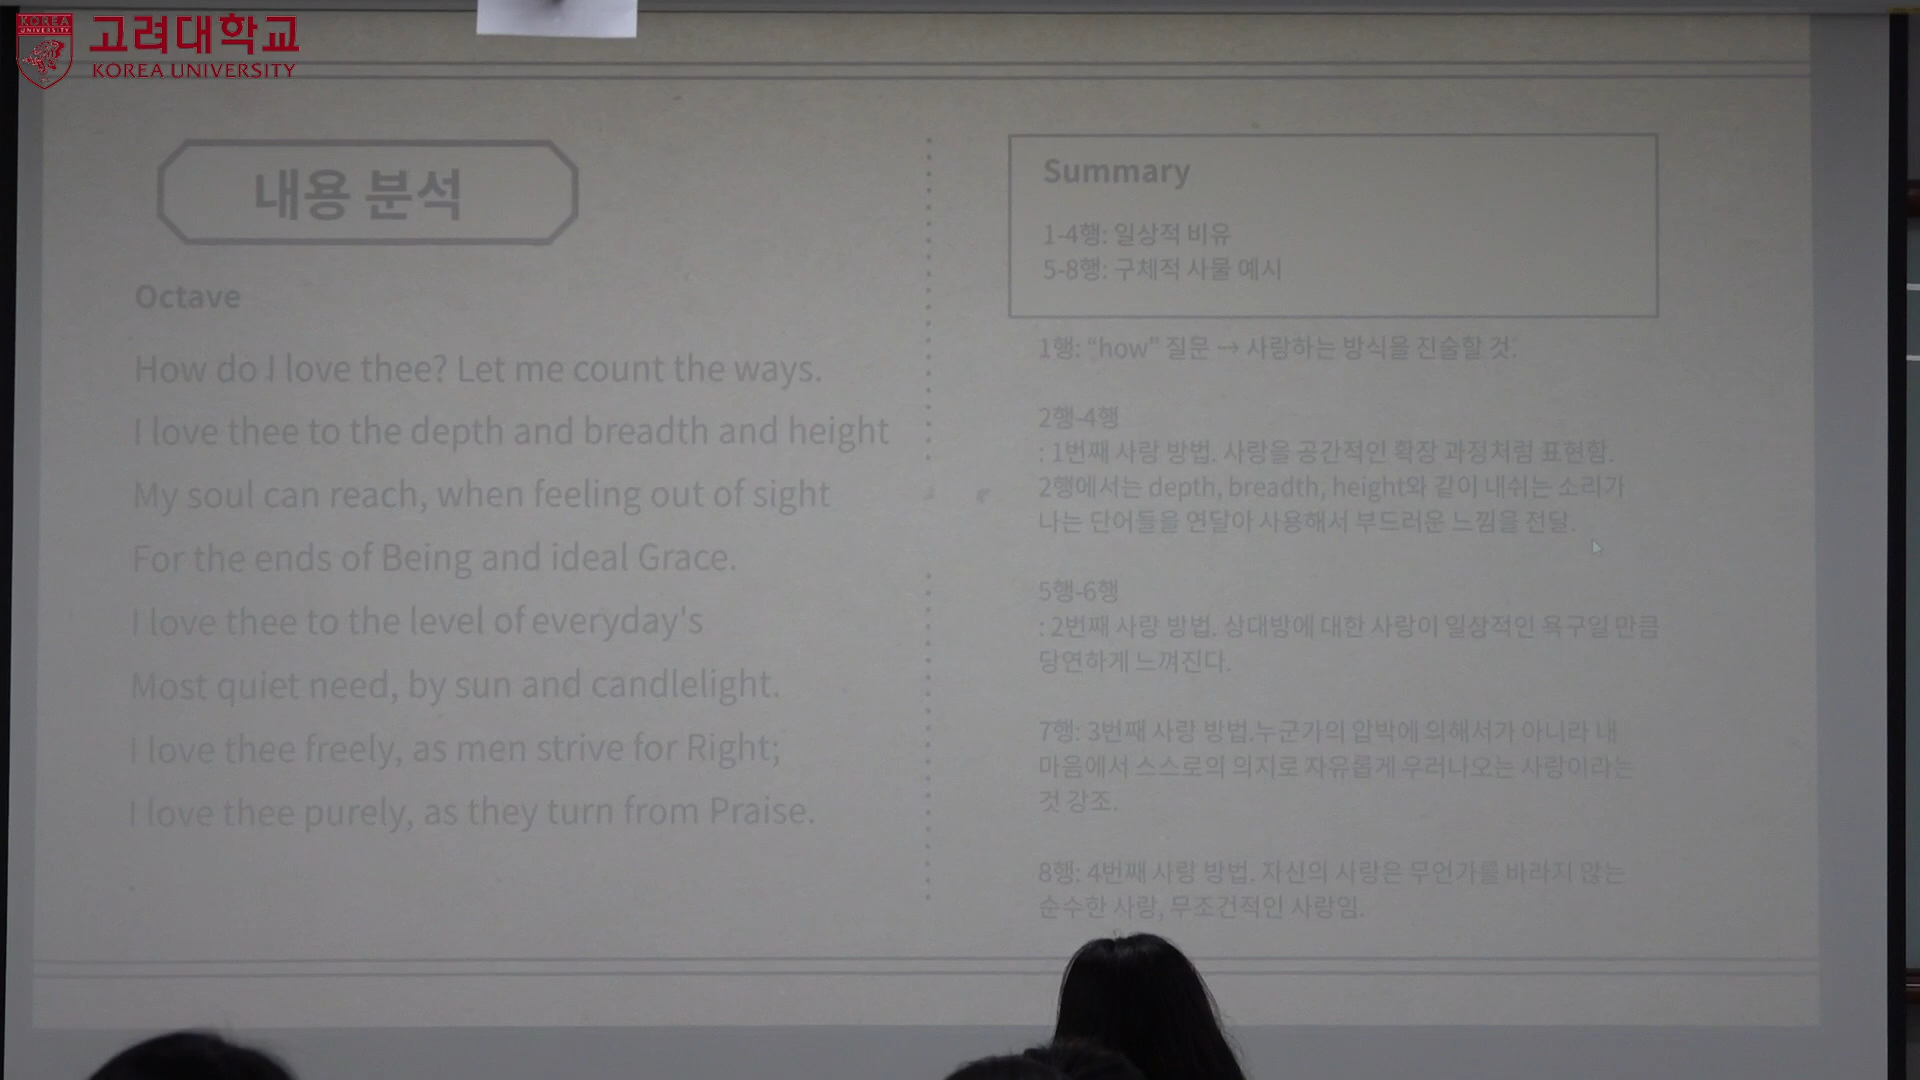 KOREA
UNIVERSITY
고려대학교
KOREA UNIVERSITY
내용 분석
Octave
How do I love thee? Let me count the ways.
I love thee to the depth and breadth and height
My soul can reach, when feeling out of sight
For the ends of Being and ideal Grace.
I love thee to the level of everyday's
Most quiet need, by sun and candlelight.
I love thee freely, as men strive for Right;
I love thee purely, as they turn from Praise.
Summary
1-4행: 일상적 비유
5-8행: 구체적 사물 예시
1행: “how” 질문 → 사랑하는 방식을 진술할 것.
2행-4행
: 1번째 사랑 방법. 사랑을 공간적인 확장 과정처럼 표현함.
2행에서는 depth, breadth, height와 같이 내쉬는 소리가
나는 단어들을 연달아 사용해서 부드러운 느낌을 전달.
5행-6행
: 2번째 사랑 방법. 상대방에 대한 사랑이 일상적인 욕구일 만큼
당연하게 느껴진다.
7행: 3번째 사랑 방법.누군가의 압박에 의해서가 아니라 내
마음에서 스스로의 의지로 자유롭게 우러나오는 사랑이라는
것 강조.
8행: 4번째 사랑 방법. 자신의 사랑은 무언가를 바라지 않는
순수한 사랑, 무조건적인 사랑임.